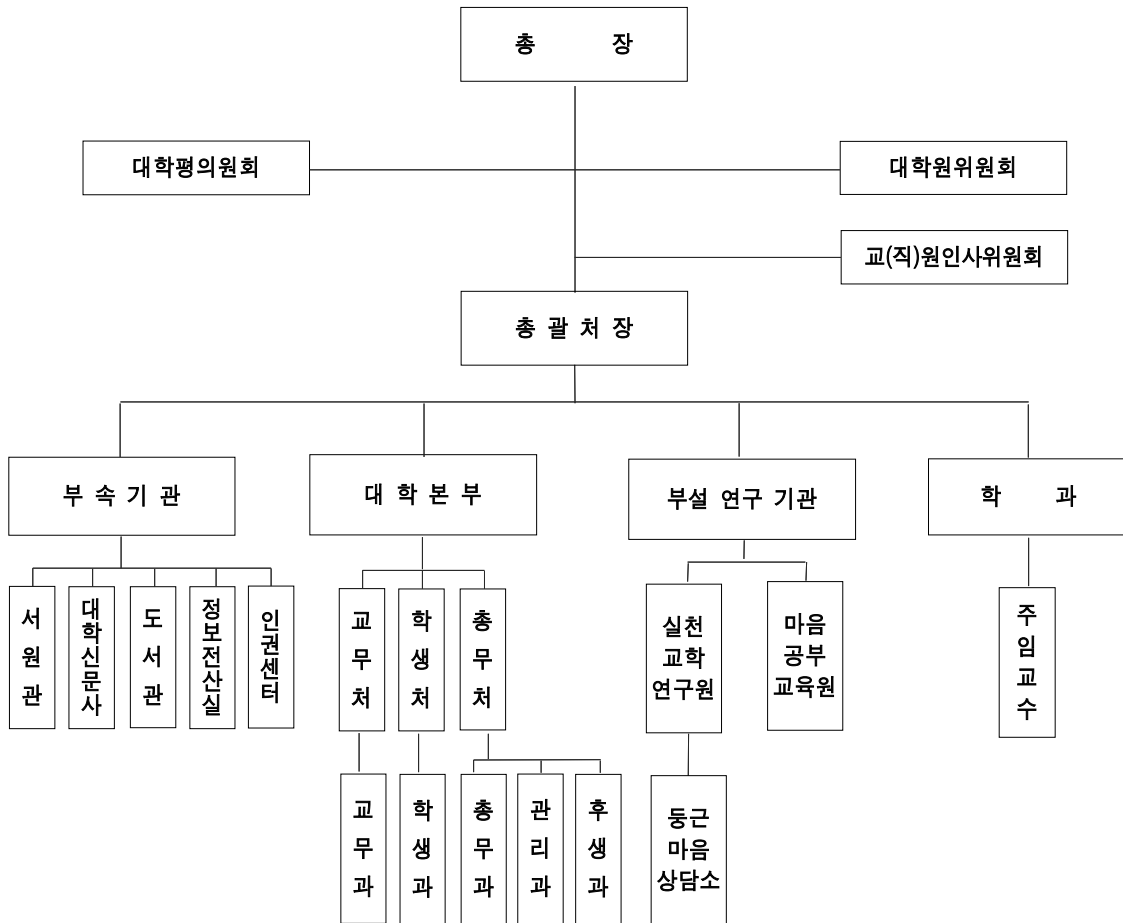 총 장
대학평의원회
대학원위원회
교(직)원인사위원회
총 괄 처 장
부 속 기 관
대 학 본 부
부설 연구 기관
학 과
서원관
대학신문사
도서관
정보전산실
인권센터
교무처
학생처
총무처
실천
교학
연구원
마음
공부
교육원
주임교수
교무과
학생과
총무과
관리과
후생과
둥근
마음
상담소